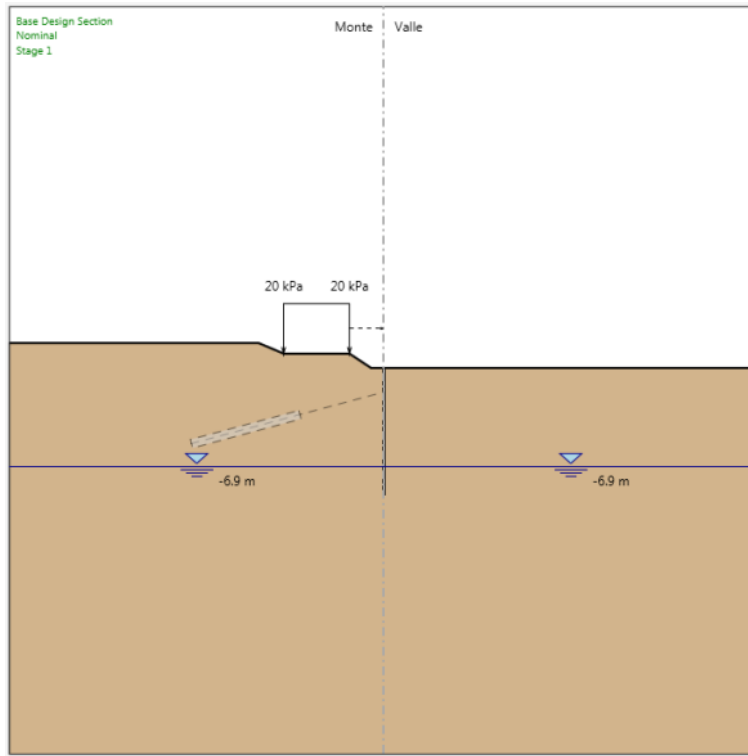 Base Design Section
Nominal
Stage 1
Monte
Valle
20 kPa
20 kPa
-6.9 m
-6.9 m